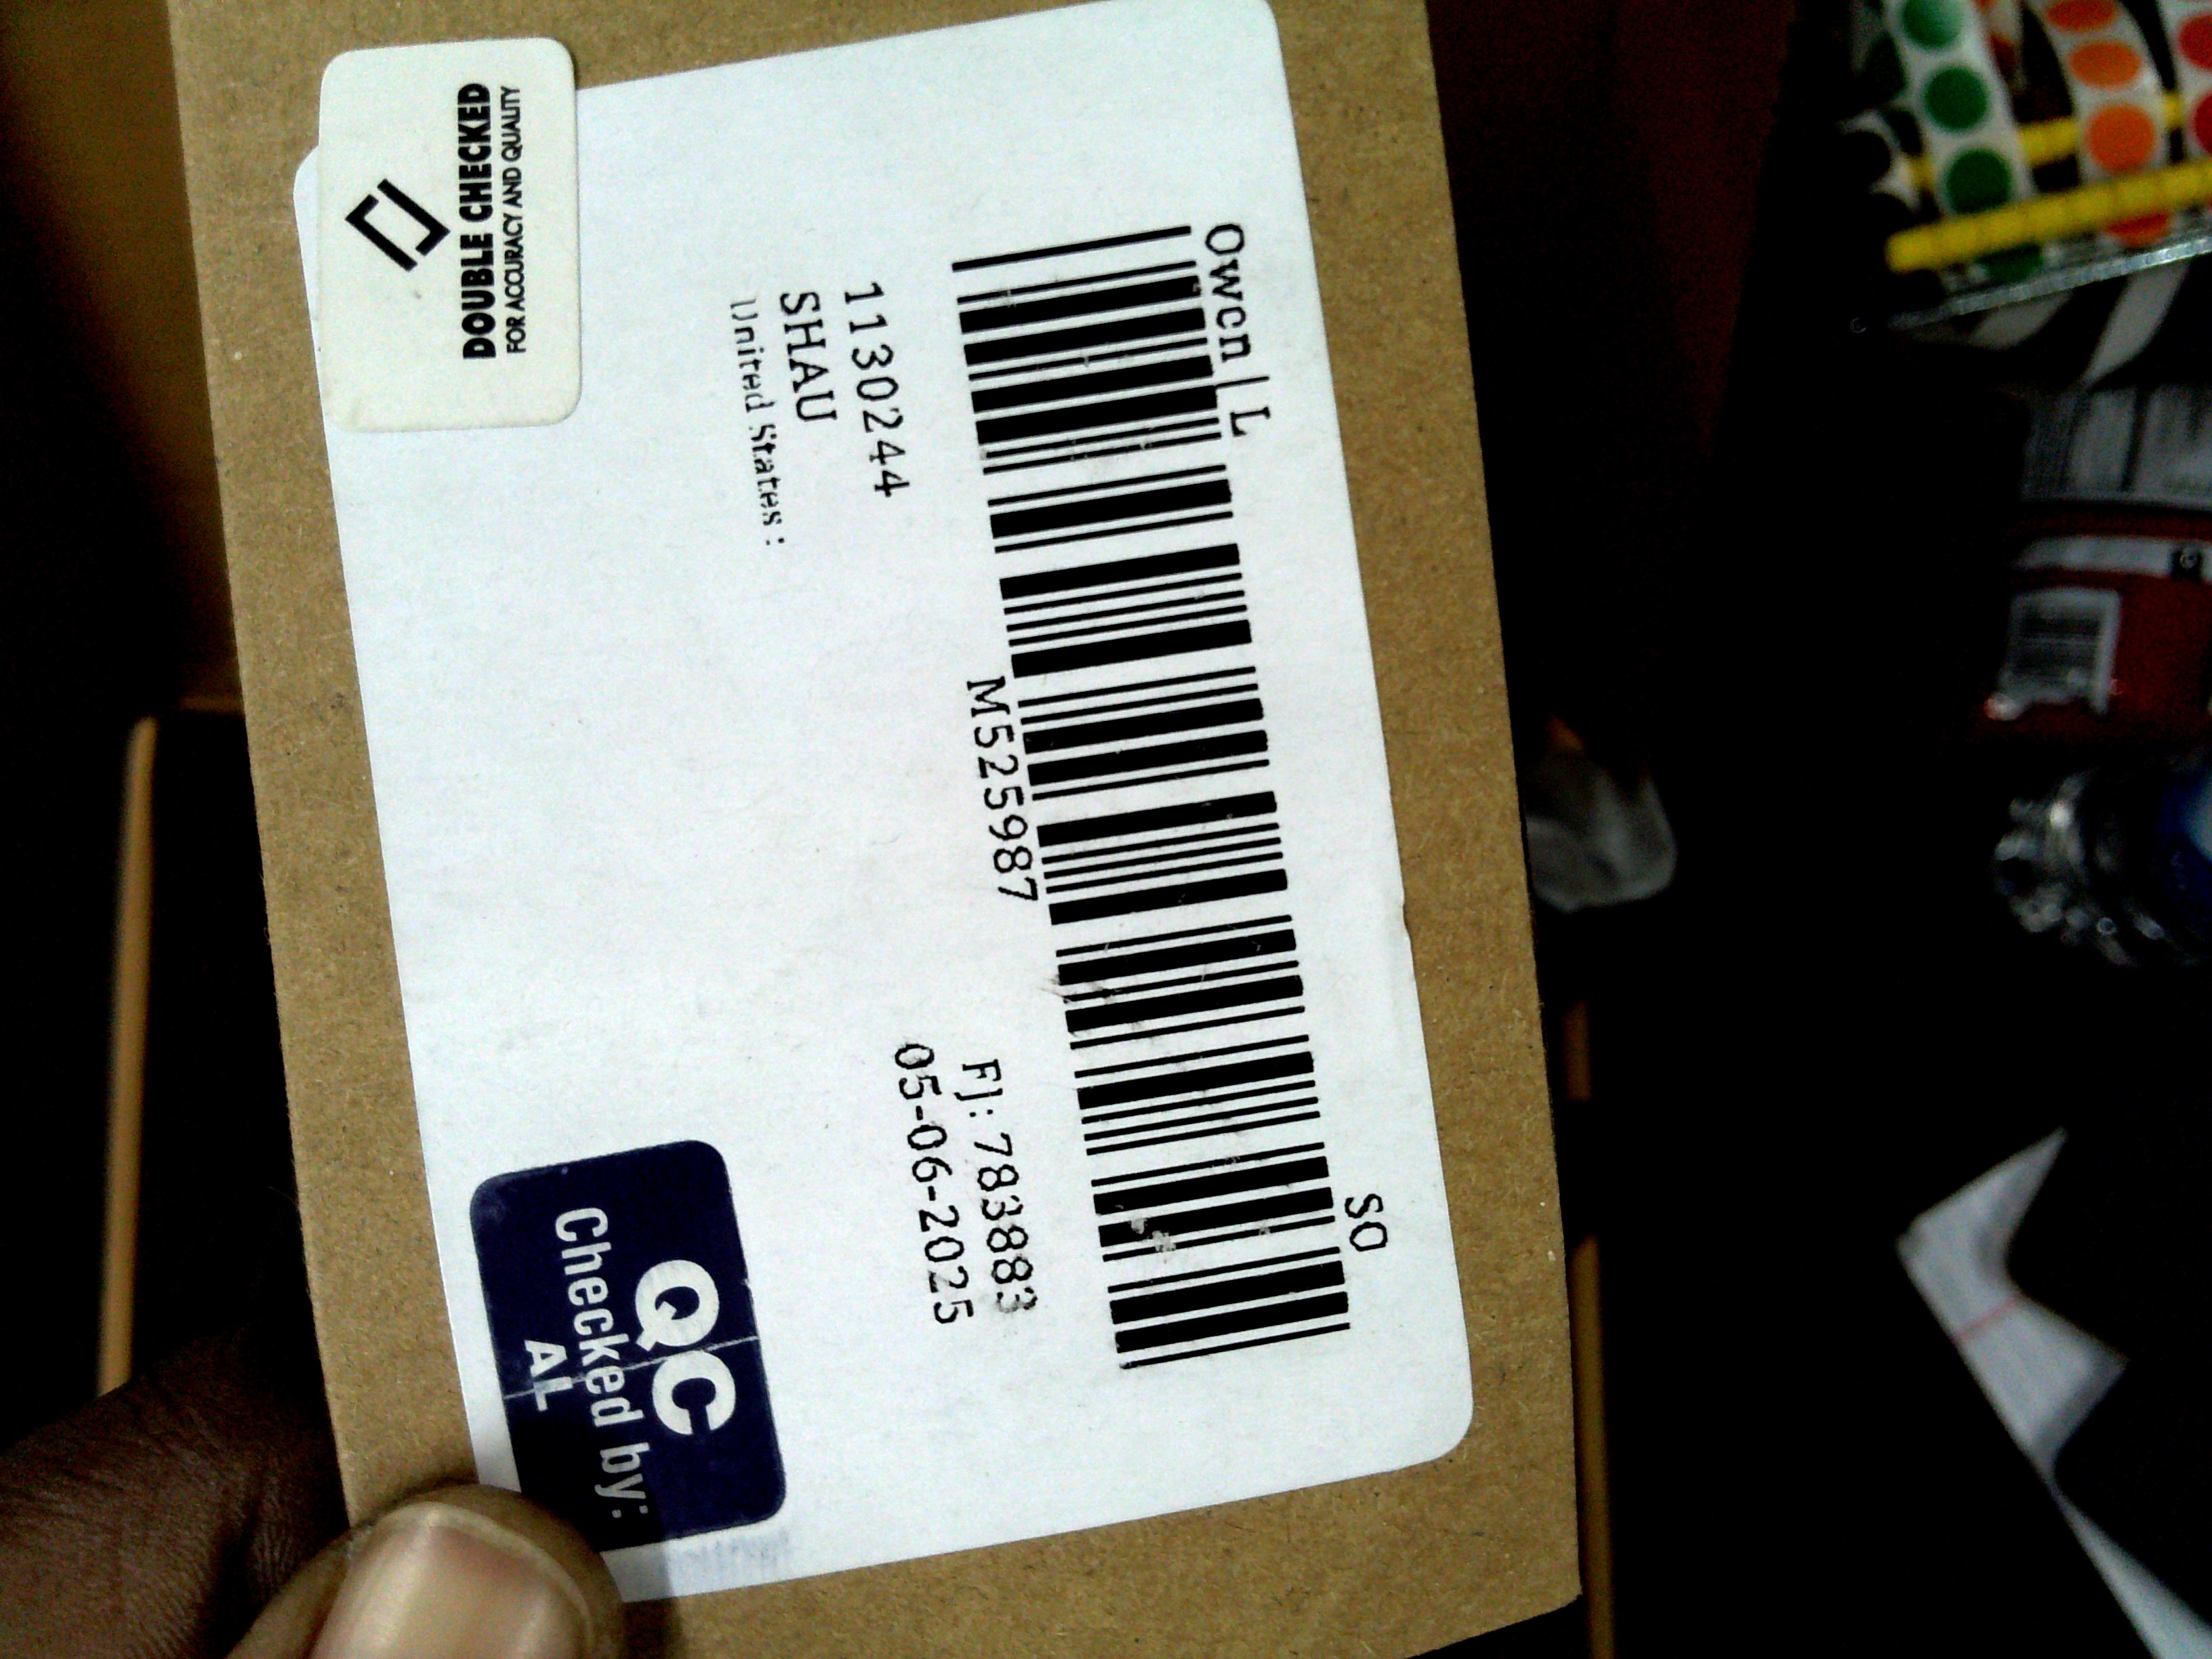 Owen L
SO
M525987
1130244
FJ: 783883
SHAU
05-06-2025
United States :
DOUBLE CHECKED
FOR ACCURACY AND QUALITY
QC
Checked by:
AL